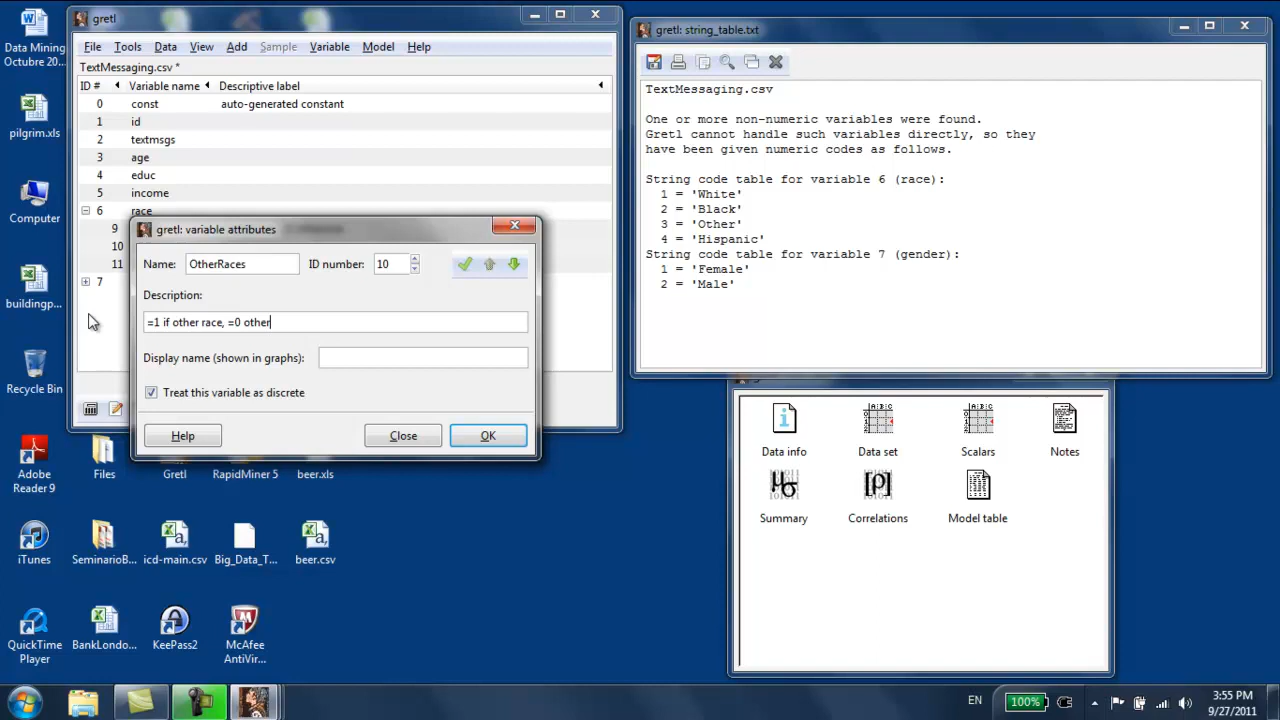 gretl
File Tools Data View Add Sample Variable Model Help
TextMessaging.csv *
ID # Variable name Descriptive label
0 const auto-generated constant
1 id
2 textmsgs
3 age
4 educ
5 income
6 race
9
10
11
7
gretl: variable attributes
Name: OtherRaces ID number: 10
Description:
=1 if other race, =0 other
Display name (shown in graphs):
Treat this variable as discrete
Help Close OK
gretl: string_table.txt
TextMessaging.csv
One or more non-numeric variables were found.
Gretl cannot handle such variables directly, so they
have been given numeric codes as follows.
String code table for variable 6 (race):
1 = 'White'
2 = 'Black'
3 = 'Other'
4 = 'Hispanic'
String code table for variable 7 (gender):
1 = 'Female'
2 = 'Male'
Data info Data set Scalars Notes
Summary Correlations Model table
Data Mining
Octubre 20...
pilgrim.xls
Computer
buildingp...
Recycle Bin
Adobe
Reader 9
Files
Gretl
RapidMiner 5
beer.xls
iTunes
SeminarioB...
icd-main.csv
Big_Data_T...
beer.csv
QuickTime
Player
BankLondo...
KeePass2
McAfee
AntiVir...
EN
100%
3:55 PM
9/27/2011